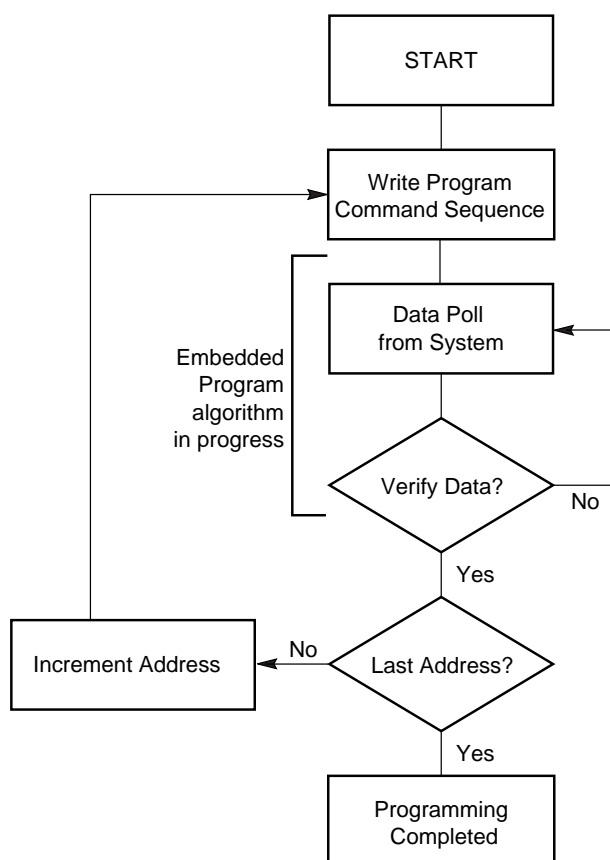 START
Write Program
Command Sequence
Data Poll
from System
Embedded
Program
algorithm
in progress
Verify Data?
No
Yes
No
Increment Address
Last Address?
Yes
Programming
Completed